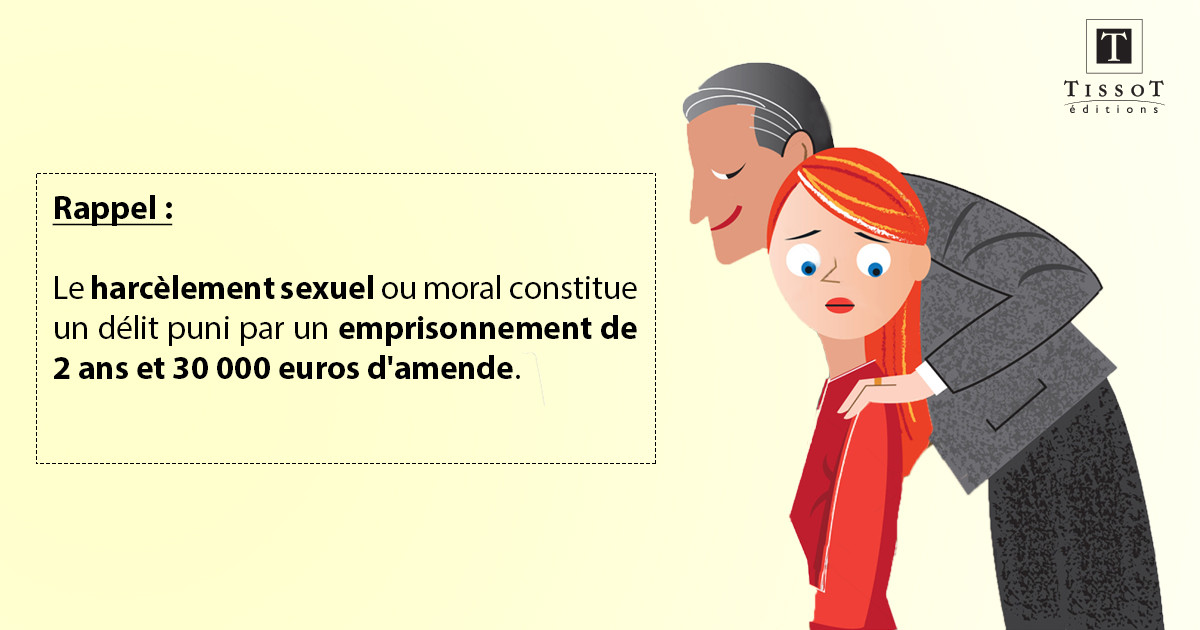 T
TISSOT
éditions
Rappel :
Le harcèlement sexuel ou moral constitue
un délit puni par un emprisonnement de
2 ans et 30 000 euros d'amende.